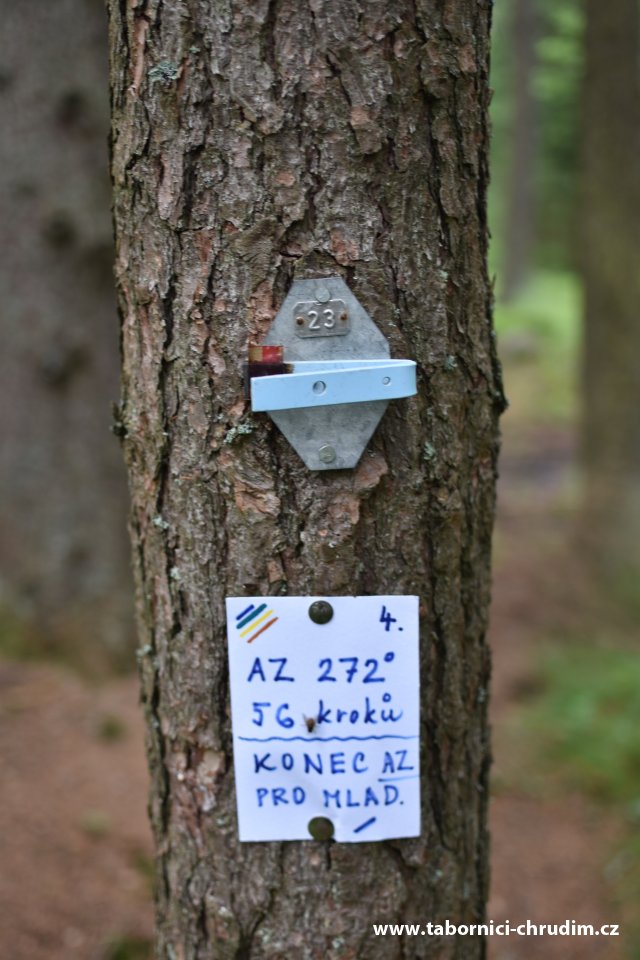 23
4.
AZ 272°
56 kroků
KONEC AZ
PRO MLAD.
www.tabornici-chrudim.cz